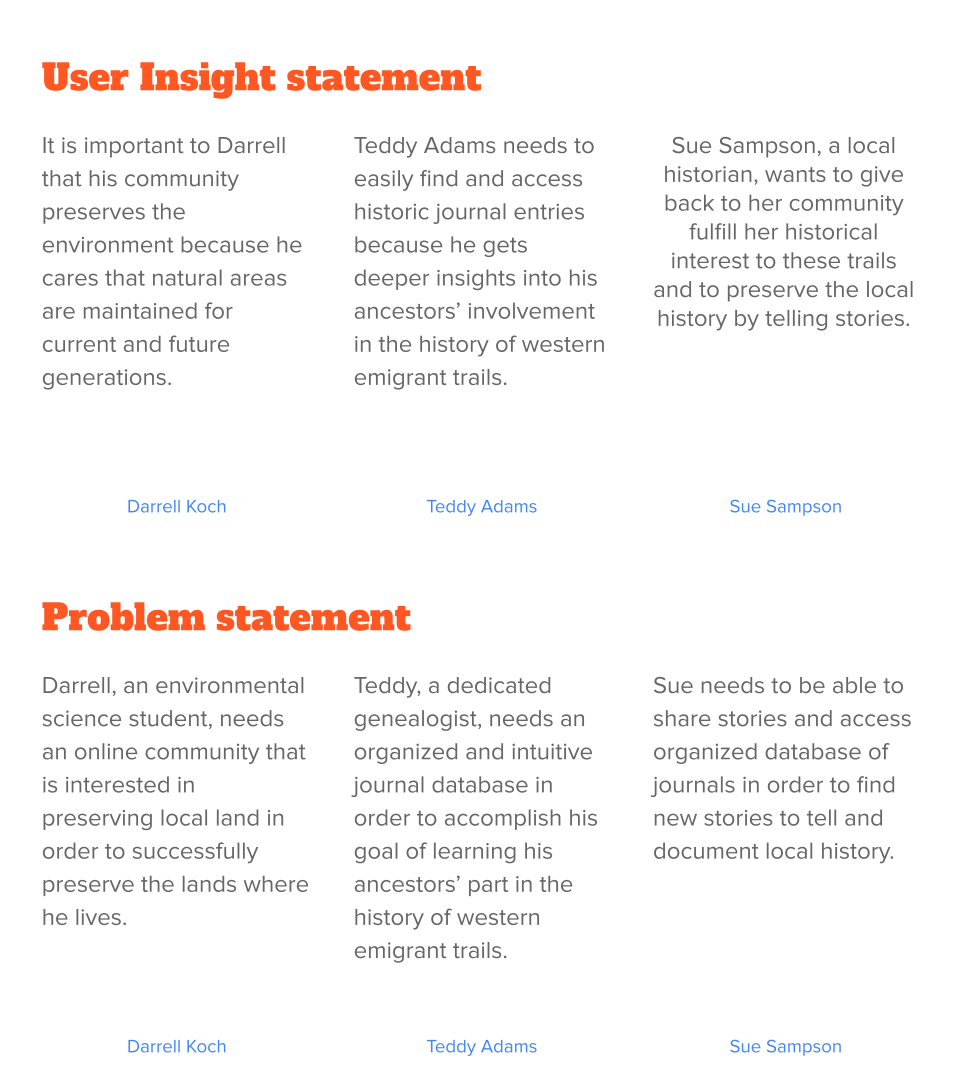 User Insight statement
It is important to Darrell
that his community
preserves the
environment because he
cares that natural areas
are maintained for
current and future
generations.
Teddy Adams needs to
easily find and access
historic journal entries
because he gets
deeper insights into his
ancestors’ involvement
in the history of western
emigrant trails.
Sue Sampson, a local
historian, wants to give
back to her community
fulfill her historical
interest to these trails
and to preserve the local
history by telling stories.
Darrell Koch
Teddy Adams
Sue Sampson
Problem statement
Darrell, an environmental
science student, needs
an online community that
is interested in
preserving local land in
order to successfully
preserve the lands where
he lives.
Teddy, a dedicated
genealogist, needs an
organized and intuitive
journal database in
order to accomplish his
goal of learning his
ancestors’ part in the
history of western
emigrant trails.
Sue needs to be able to
share stories and access
organized database of
journals in order to find
new stories to tell and
document local history.
Darrell Koch
Teddy Adams
Sue Sampson